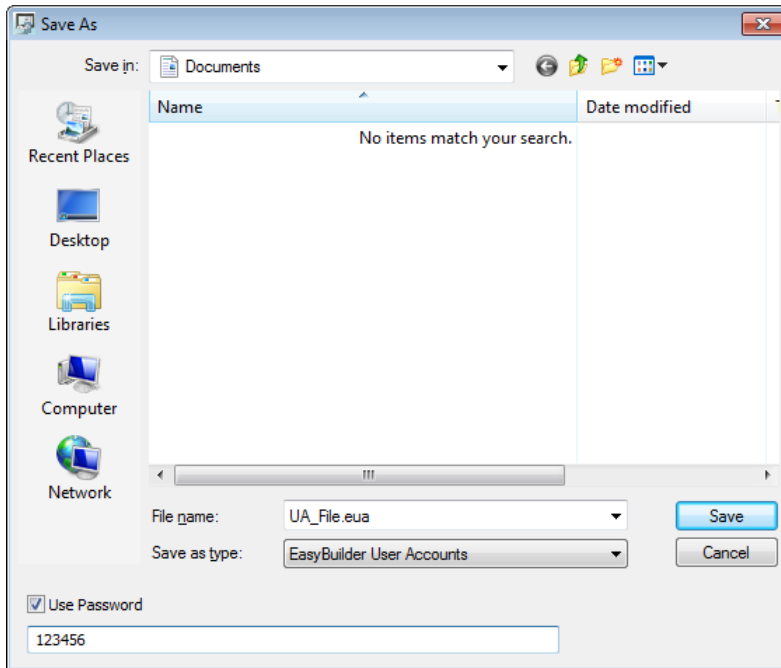 Save As
Save in: Documents
Name Date modified
No items match your search.
Recent Places
Desktop
Libraries
Computer
Network
File name: UA_File.eua Save
Save as type: EasyBuilder User Accounts Cancel
Use Password
123456